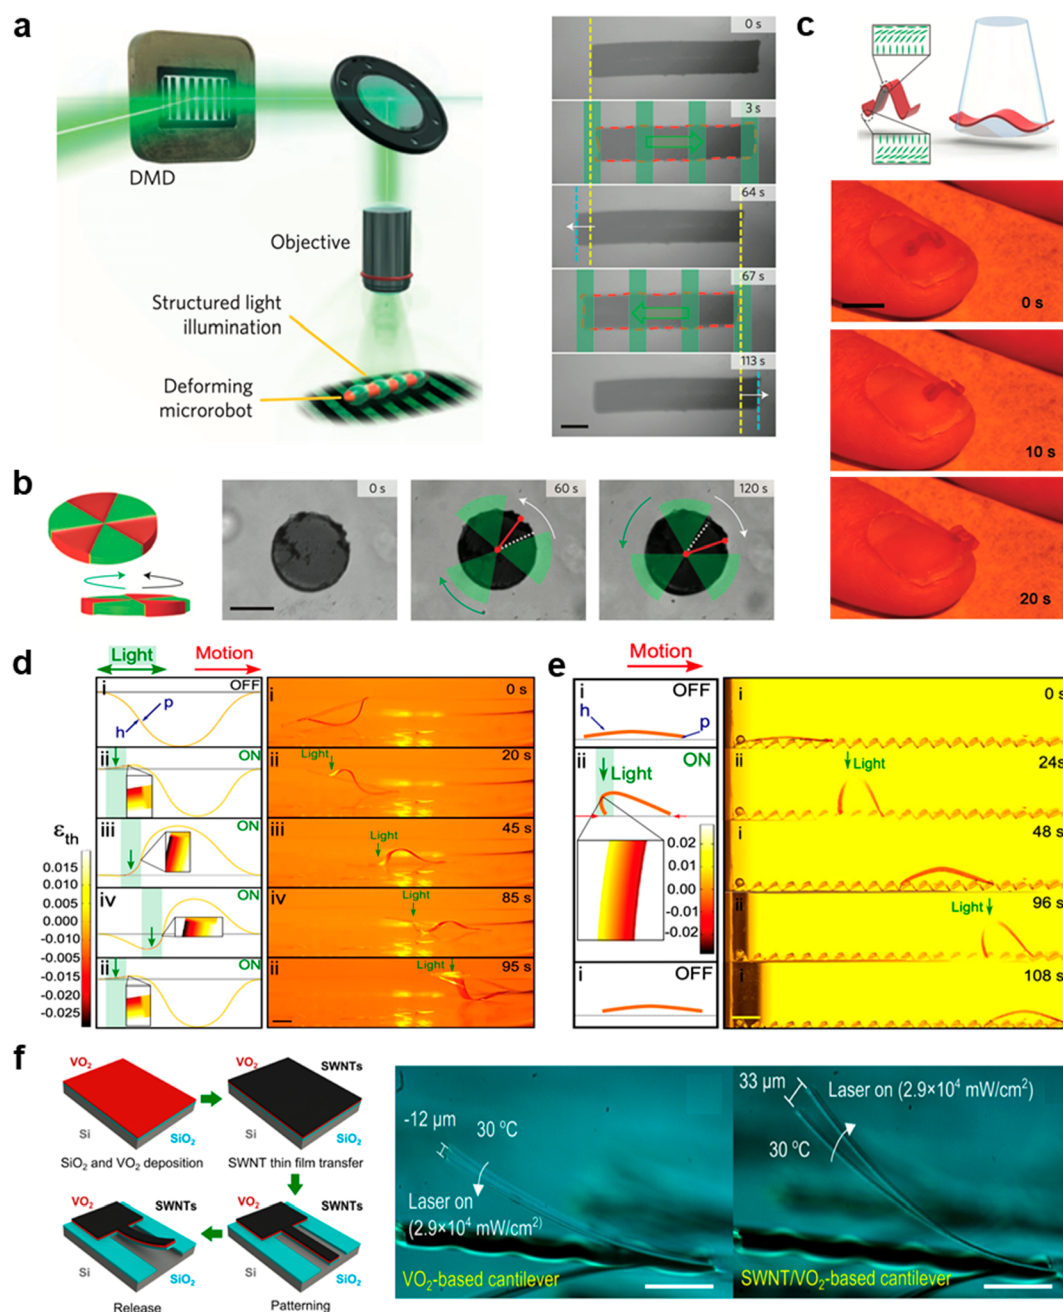 a
DMD
Objective
Structured light
illumination
Deforming
microrobot
0 s
3 s
64 s
67 s
113 s
c
0 s
10 s
20 s
b
0 s
60 s
120 s
d
Light
Motion
i
OFF
h
p
ii
ON
iii
ON
iv
ON
ii
ON
εth
0.015
0.010
0.005
0.000
-0.005
-0.010
-0.015
-0.020
-0.025
i
0 s
ii
20 s
Light
iii
45 s
Light
iv
85 s
Light
ii
95 s
Light
e
Motion
i
OFF
h
p
ii
ON
Light
0.02
0.01
0
-0.01
-0.02
i
OFF
i
0 s
ii
24s
Light
i
48 s
ii
96 s
Light
i
108 s
f
VO2
Si
SiO2
SiO2 and VO2 deposition
VO2
SWNTs
Si
SiO2
SWNT thin film transfer
VO2
SWNTs
Si
SiO2
Release
VO2
SWNTs
Si
SiO2
Patterning
-12 μm
30 ºC
Laser on
(2.9×10⁴ mW/cm²)
VO2-based cantilever
33 μm
Laser on (2.9×10⁴ mW/cm²)
30 ºC
SWNT/VO2-based cantilever